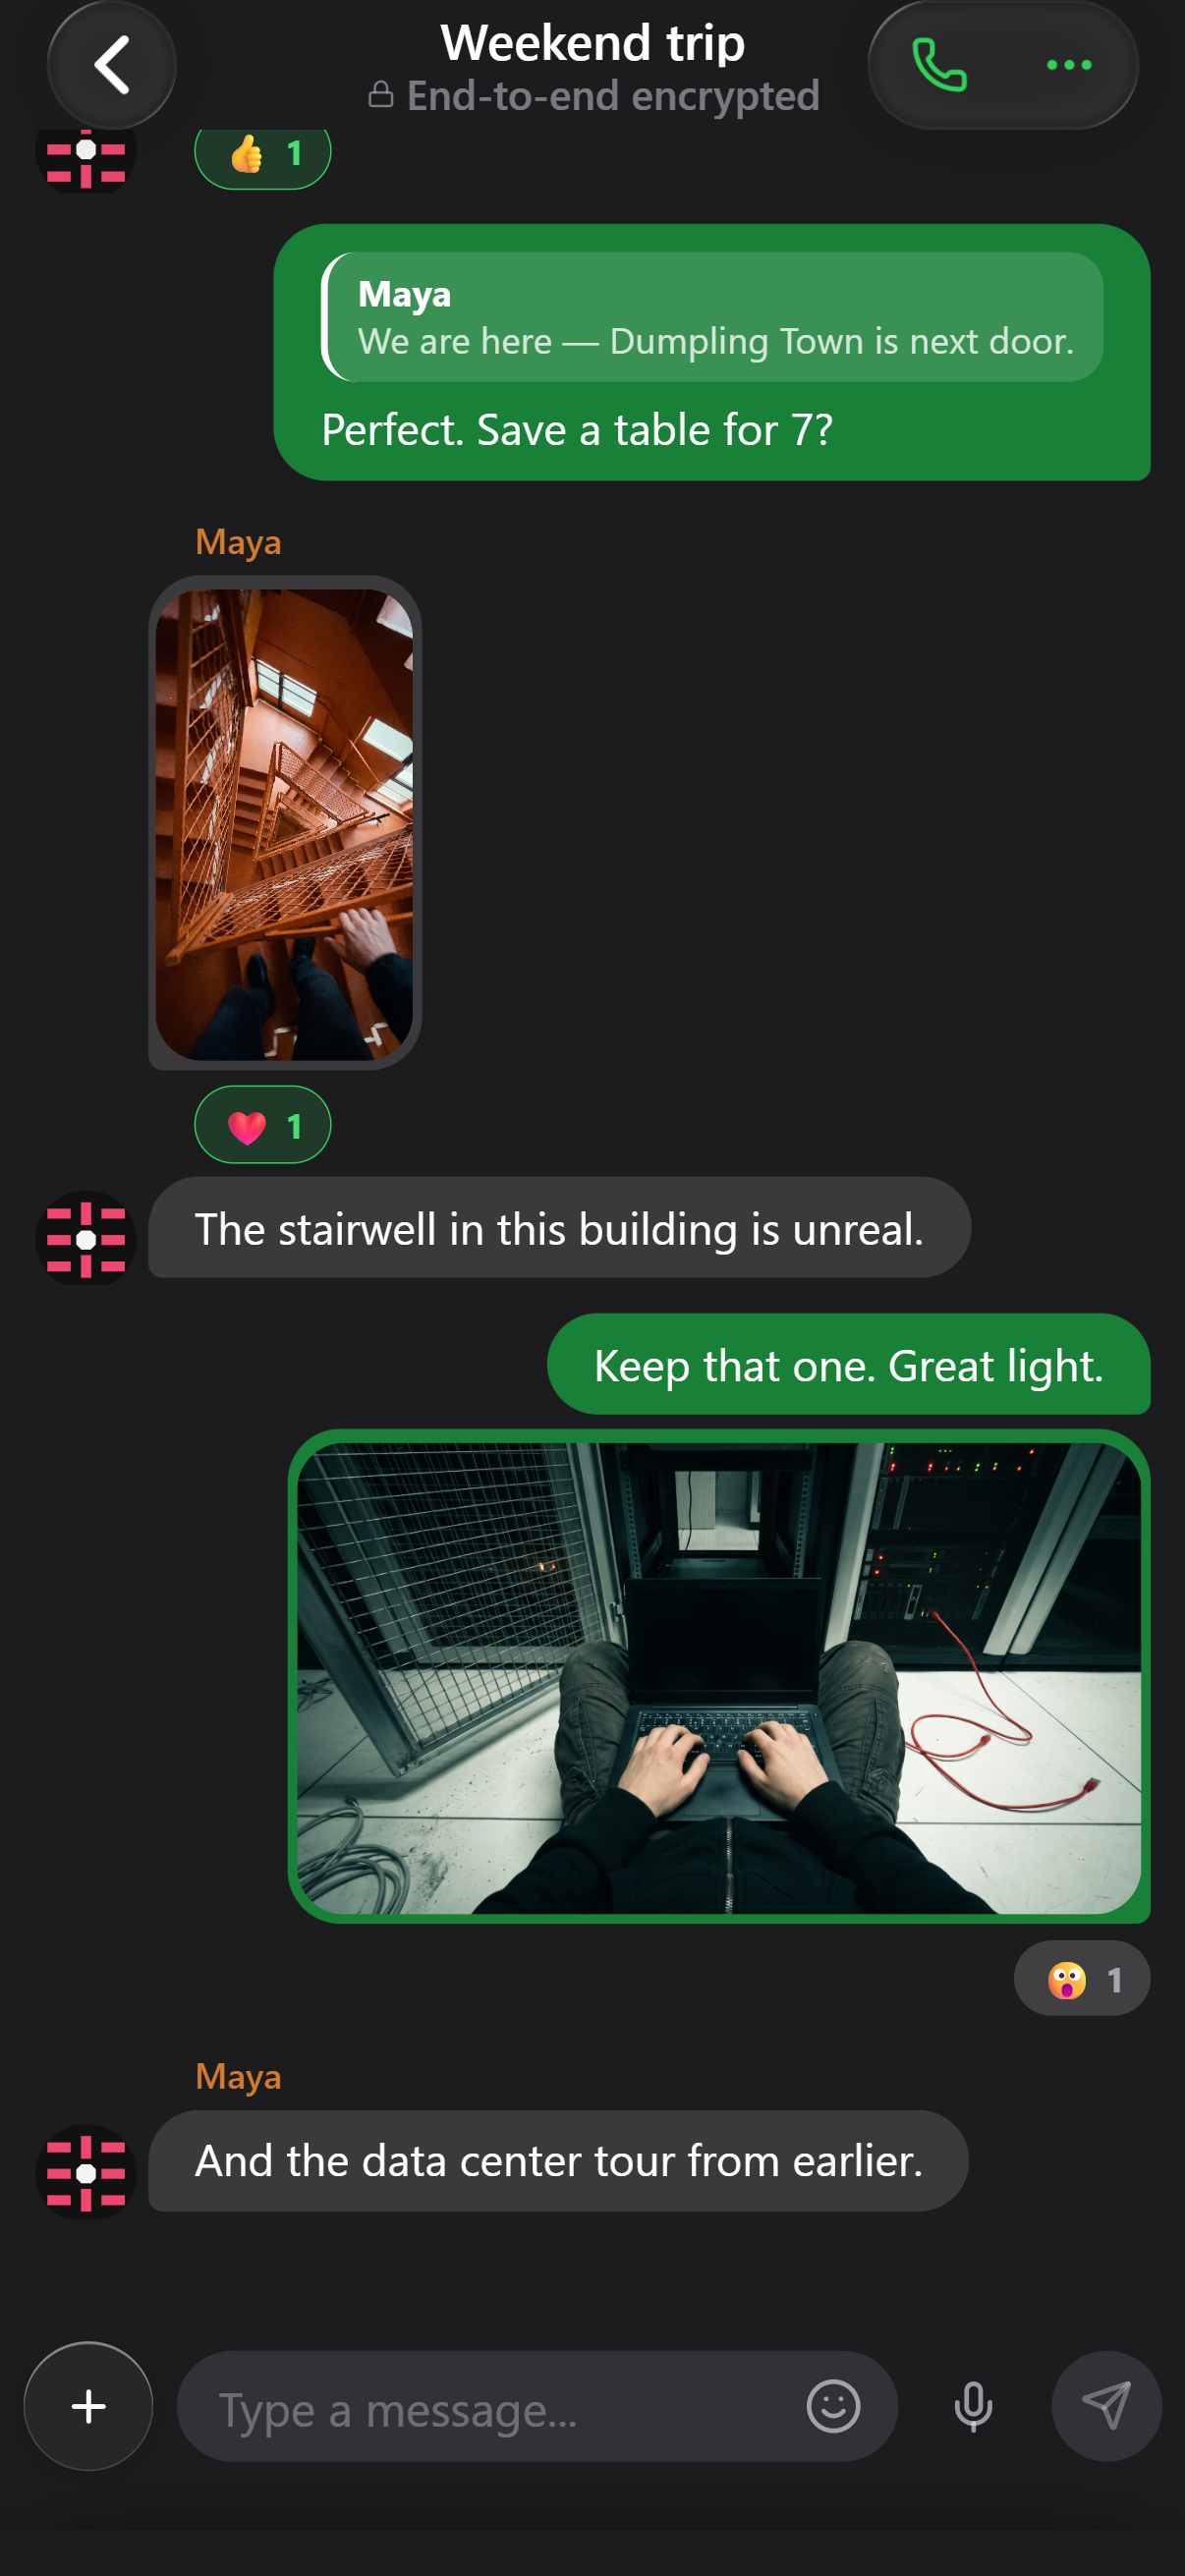 Weekend trip
End-to-end encrypted
👍 1
Maya
We are here — Dumpling Town is next door.
Perfect. Save a table for 7?
Maya
❤️ 1
The stairwell in this building is unreal.
Keep that one. Great light.
😱 1
Maya
And the data center tour from earlier.
Type a message...